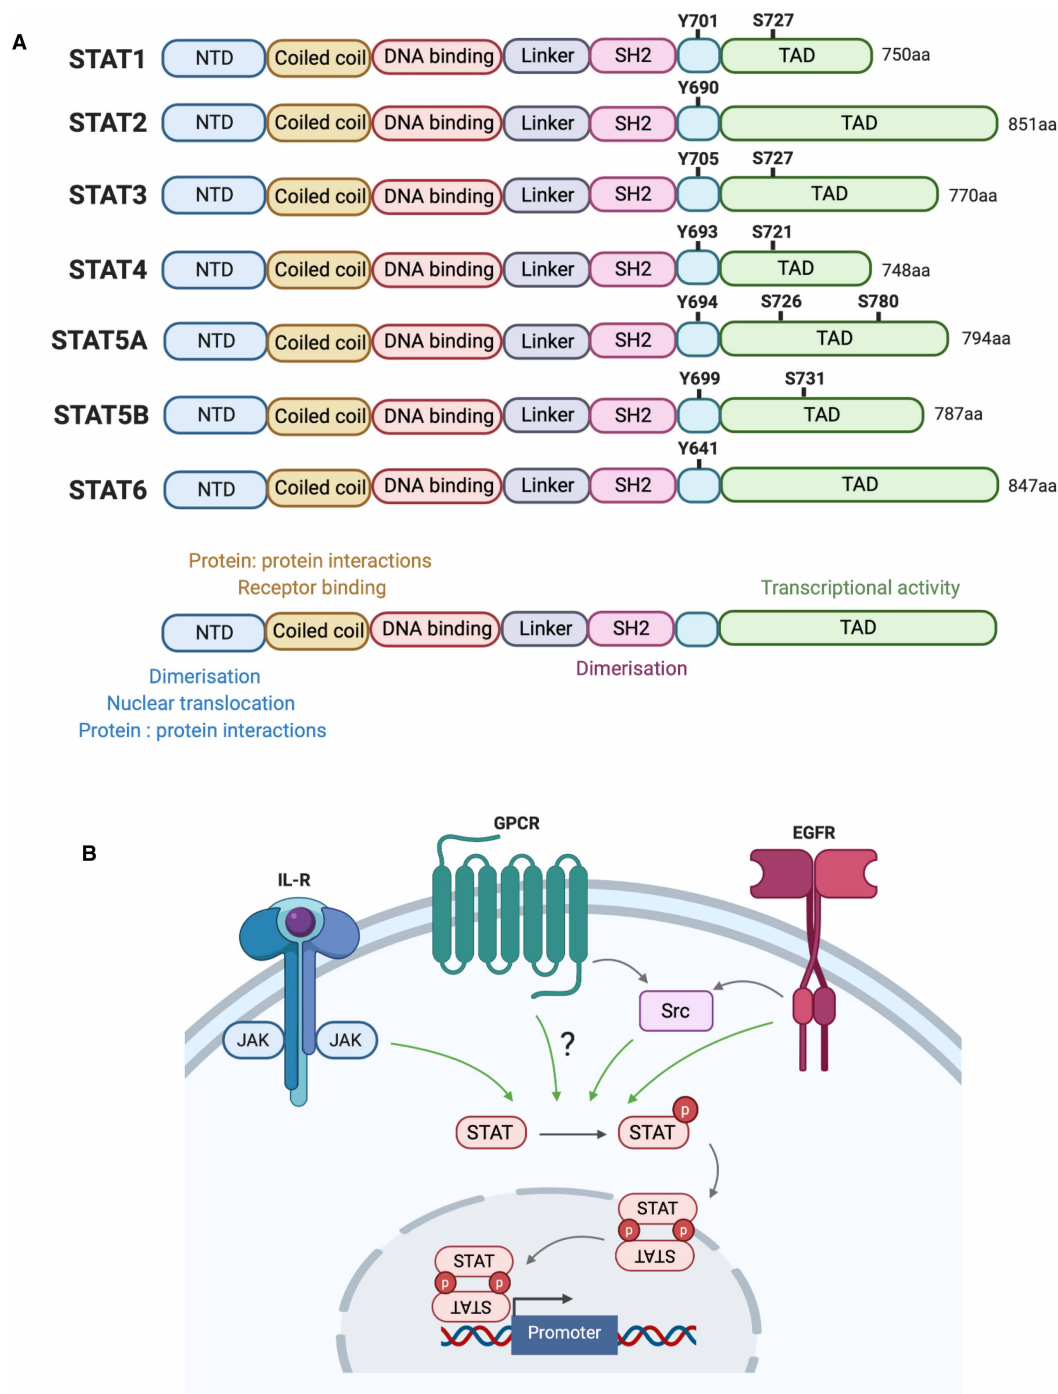 A
Y701 S727
STAT1 NTD Coiled coil DNA binding Linker SH2 TAD 750aa
Y690
STAT2 NTD Coiled coil DNA binding Linker SH2 TAD 851aa
Y705 S727
STAT3 NTD Coiled coil DNA binding Linker SH2 TAD 770aa
Y693 S721
STAT4 NTD Coiled coil DNA binding Linker SH2 TAD 748aa
Y694 S726 S780
STAT5A NTD Coiled coil DNA binding Linker SH2 TAD 794aa
Y699 S731
STAT5B NTD Coiled coil DNA binding Linker SH2 TAD 787aa
Y641
STAT6 NTD Coiled coil DNA binding Linker SH2 TAD 847aa
Protein: protein interactions
Receptor binding Transcriptional activity
NTD Coiled coil DNA binding Linker SH2 TAD
Dimerisation
Dimerisation
Nuclear translocation
Protein : protein interactions
B
GPCR
EGFR
IL-R
Src
JAK JAK
?
p
STAT STAT
STAT
p p
STAT
STAT
p p
STAT
Promoter